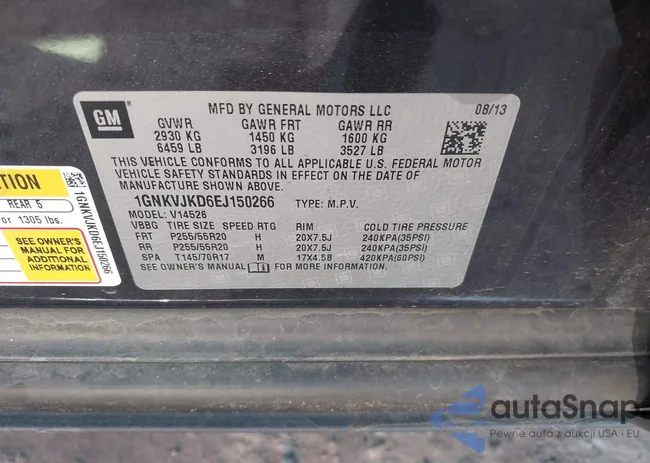 SEE OWNER'S
MANUAL FOR
ADDITIONAL
GM
MFD BY GENERAL MOTORS LLC 08/13
GVWR GAWR FRT GAWR RR
2930 KG 1450 KG 1600 KG
6459 LB 3196 LB 3527 LB
THIS VEHICLE CONFORMS TO ALL APPLICABLE U.S. FEDERAL MOTOR
VEHICLE SAFETY STANDARDS IN EFFECT ON THE DATE OF
MANUFACTURE SHOWN ABOVE.
1GNKVJKD6EJ150266 TYPE: M.P.V.
MODEL: V14526
VBBG TIRE SIZE SPEED RTG RIM COLD TIRE PRESSURE
FRT P255/55R20 H 20X7.5J 240KPA(35PSI)
RR P255/55R20 H 20X7.5J 240KPA(35PSI)
SPA T145/70R17 M 17X4.5B 420KPA(60PSI)
SEE OWNER'S MANUAL FOR MORE INFORMATION.
TION
REAR 5
or 1305 lbs.
SEE OWNER'S
MANUAL FOR
ADDITIONAL
INFORMATION
1GNKVJKD6EJ150266
autaSnap
Pewne auto z aukcji USA i EU